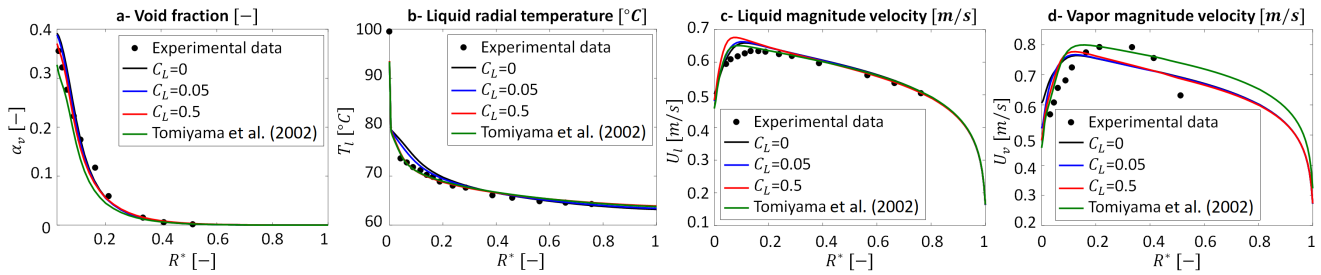 a- Void fraction [−]
0.4
0.3
0.2
0.1
0
α_v [−]
Experimental data
C_L=0
C_L=0.05
C_L=0.5
Tomiyama et al. (2002)
0.2 0.4 0.6 0.8 1
R* [−]
b- Liquid radial temperature [°C]
100
90
80
70
60
T_l [°C]
Experimental data
C_L=0
C_L=0.05
C_L=0.5
Tomiyama et al. (2002)
0 0.2 0.4 0.6 0.8 1
R* [−]
c- Liquid magnitude velocity [m/s]
0.7
0.6
0.5
0.4
0.3
0.2
0.1
U_l [m/s]
Experimental data
C_L=0
C_L=0.05
C_L=0.5
Tomiyama et al. (2002)
0 0.2 0.4 0.6 0.8 1
R* [−]
d- Vapor magnitude velocity [m/s]
0.8
0.7
0.6
0.5
0.4
0.3
0.2
U_v [m/s]
Experimental data
C_L=0
C_L=0.05
C_L=0.5
Tomiyama et al. (2002)
0 0.2 0.4 0.6 0.8 1
R* [−]